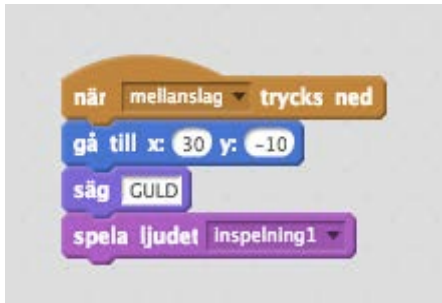 när mellanslag trycks ned
gå till x: 30 y: -10
säg GULD
spela ljudet inspelning1